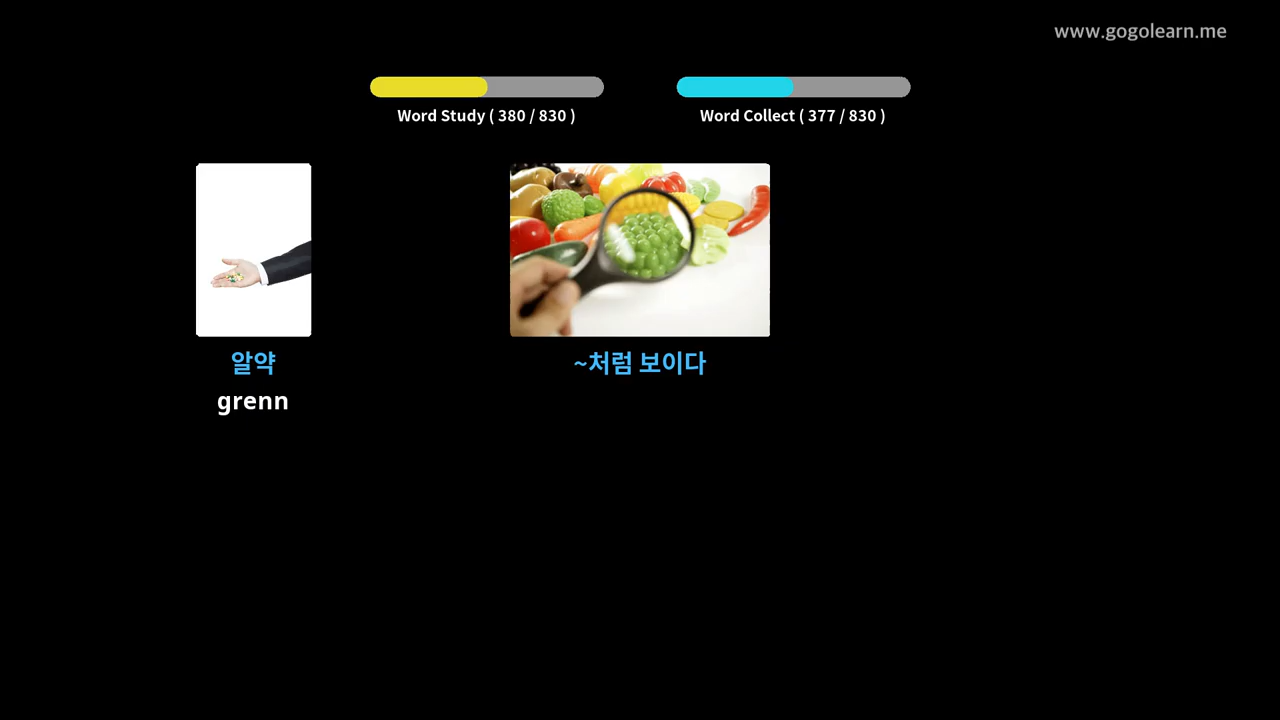 www.gogolearn.me
Word Study ( 380 / 830 )
Word Collect ( 377 / 830 )
알약
grenn
~처럼 보이다